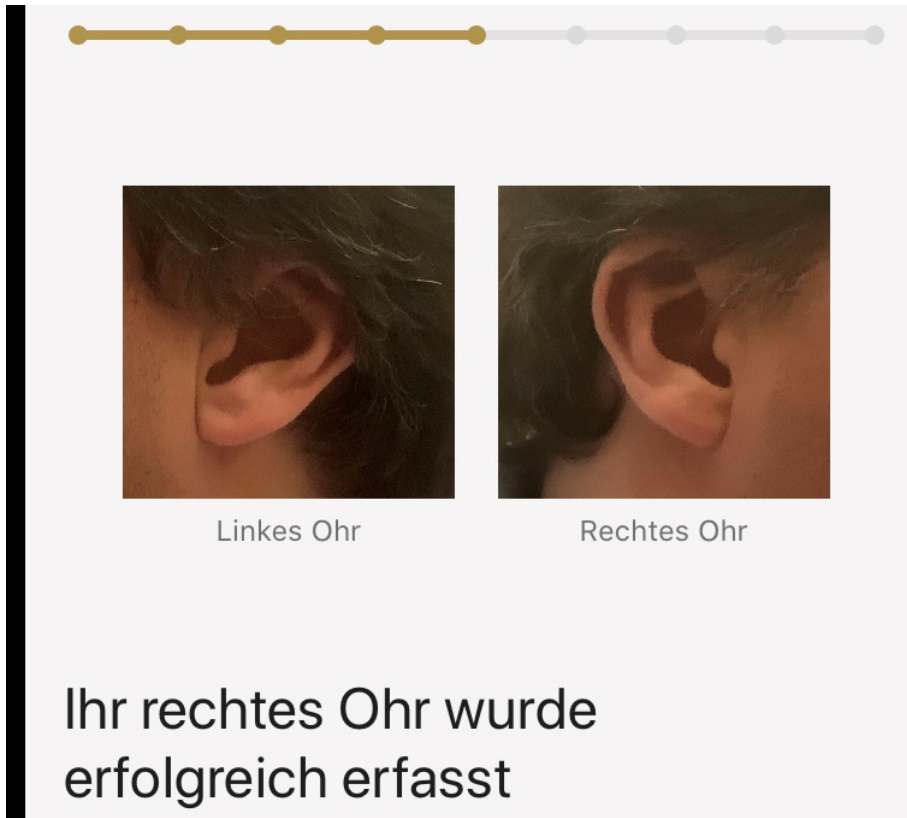 Linkes Ohr
Rechtes Ohr
Ihr rechtes Ohr wurde
erfolgreich erfasst